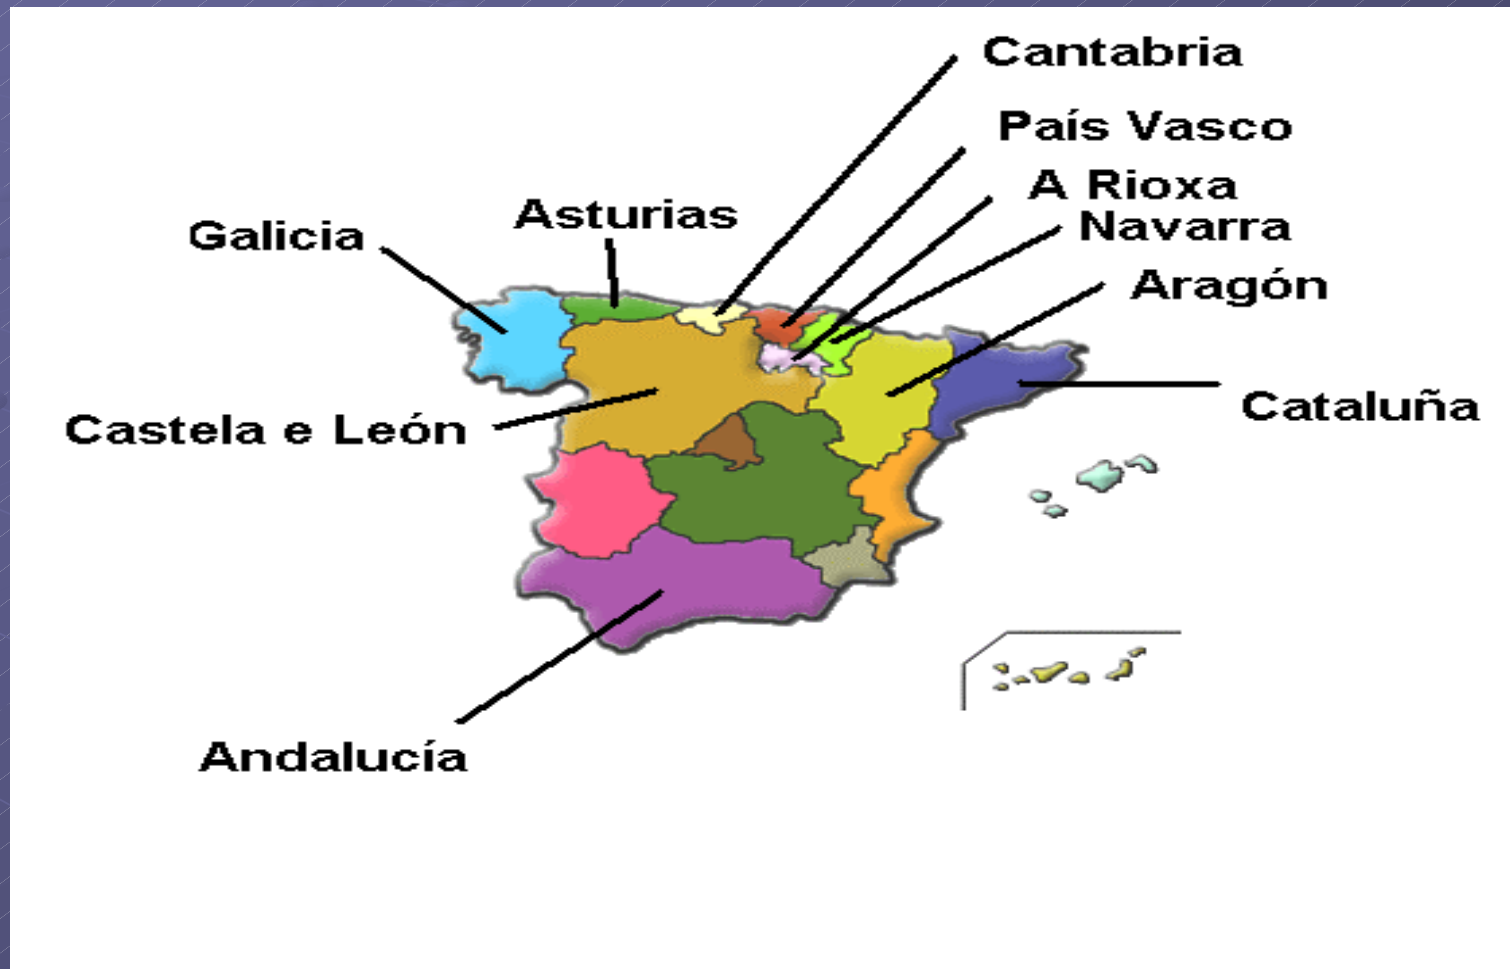 Cantabria
País Vasco
A Rioxa
Asturias
Navarra
Galicia
Aragón
Cataluña
Castela e León
Andalucía